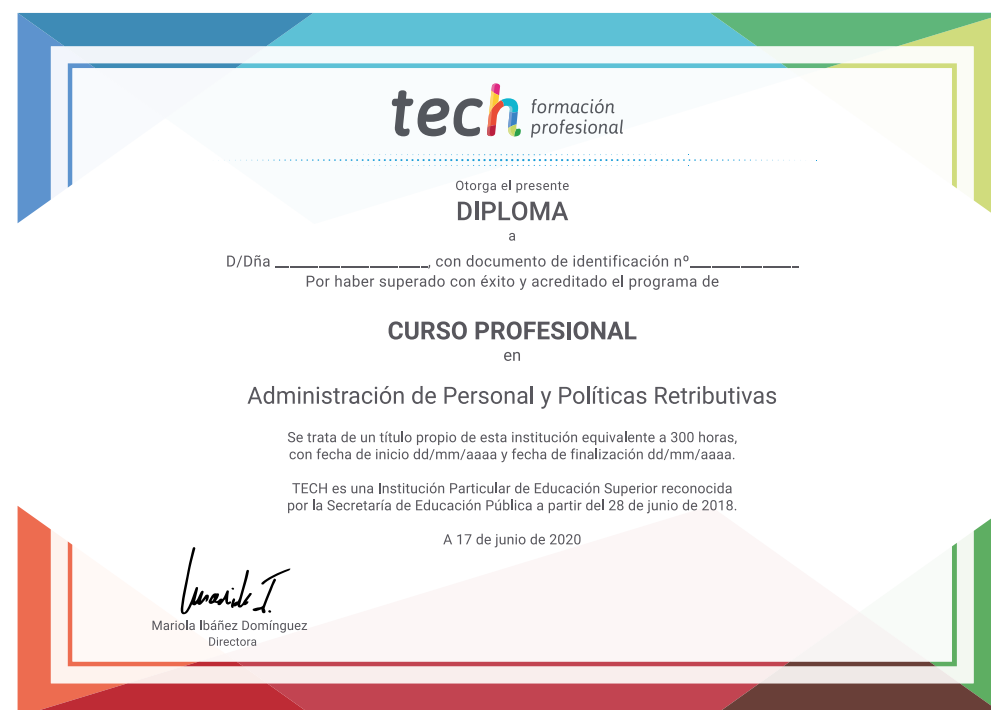 tech formación
profesional
Otorga el presente
DIPLOMA
a
D/Dña _____________________, con documento de identificación nº_______________
Por haber superado con éxito y acreditado el programa de
CURSO PROFESIONAL
en
Administración de Personal y Políticas Retributivas
Se trata de un título propio de esta institución equivalente a 300 horas,
con fecha de inicio dd/mm/aaaa y fecha de finalización dd/mm/aaaa.
TECH es una Institución Particular de Educación Superior reconocida
por la Secretaría de Educación Pública a partir del 28 de junio de 2018.
A 17 de junio de 2020
Mariola I.
Mariola Ibáñez Domínguez
Directora